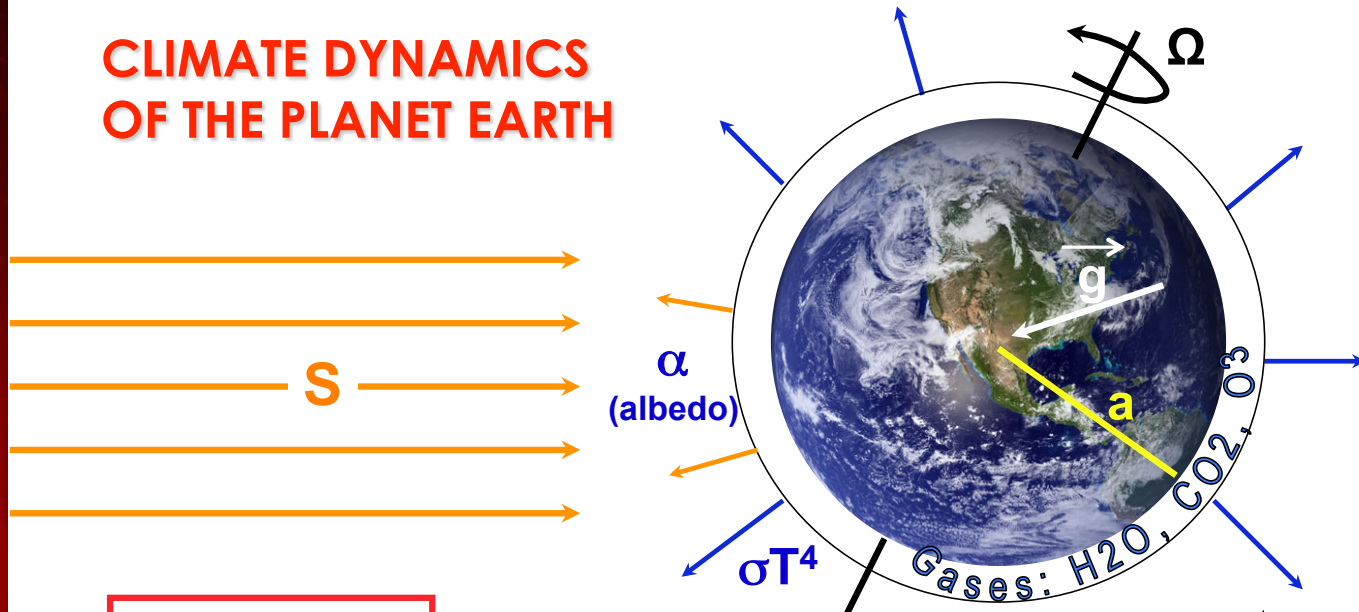 CLIMATE DYNAMICS
OF THE PLANET EARTH
Ω
g
S
α
(albedo)
a
σT⁴
Gases: H2O, CO2, O3